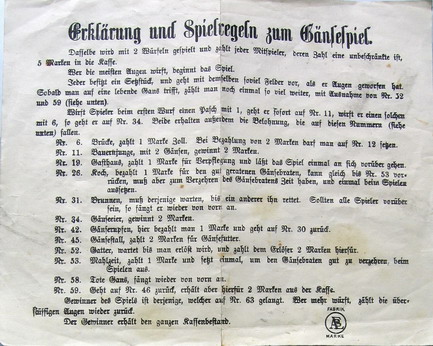 Erklärung und Spielregeln zum Gänsespiel.
Dasselbe wird mit 2 Würfeln gespielt und zahlt jeder Mitspieler, deren Zahl eine unbeschränkte ist,
5 Marken in die Kasse.
Wer die meisten Augen wirft, beginnt das Spiel.
Jeder besitzt ein Setzstück, und geht mit demselben soviel Felder vor, als er Augen geworfen hat.
Sobald man auf eine lebende Gans trifft, zählt man noch einmal so viel weiter, mit Ausnahme von Nr. 52
und 59 (siehe unten).
Wirft Spieler beim ersten Wurf einen Pasch mit 1, geht er sofort auf Nr. 11, wirft er einen solchen
mit 6, so geht er auf Nr. 34. Beide erhalten außerdem die Belohnung, die auf diesen Nummern (siehe
unten) fallen.
Nr. 6. Brücke, zahlt 1 Marke Zoll. Bei Bezahlung von 2 Marken darf man auf Nr. 12 setzen.
Nr. 11. Bauernjunge, mit 2 Gänsen, gewinnt 2 Marken.
Nr. 19. Gasthaus, zahlt 1 Marke für Verpflegung und läßt das Spiel einmal an sich vorüber gehen.
Nr. 26. Koch, bezahlt 1 Marke für den gut geratenen Gänsebraten, kann gleich bis Nr. 53 vor-
rücken, muß aber zum Verzehren des Gänsebratens Zeit haben, und einmal beim Spielen
aussetzen.
Nr. 31. Brunnen, muß derjenige warten, bis ein anderer ihn rettet. Sollten alle Spieler vorüber
sein, so fängt er wieder von vorn an.
Nr. 34. Gänseeier, gewinnt 2 Marken.
Nr. 42. Gänserupfen, hier bezahlt man 1 Marke und geht auf Nr. 30 zurück.
Nr. 45. Gänsestall, zahlt 2 Marken für Gänsefutter.
Nr. 52. Gatter, wartet bis man erlöst wird, und zahlt dem Erlöser 2 Marken hierfür.
Nr. 53. Mahlzeit, zahlt 1 Marke und setzt einmal, um den Gänsebraten gut zu verzehren, beim
Spielen aus.
Nr. 58. Tote Gans, fängt wieder von vorn an.
Nr. 59. Geht auf Nr. 46 zurück, erhält aber hierfür 2 Marken aus der Kasse.
Gewinner des Spiels ist derjenige, welcher auf Nr. 63 gelangt. Wer mehr wirft, zählt die über-
flüssigen Augen wieder zurück.
Der Gewinner erhält den ganzen Kassenbestand.
FABRIK
MARKE